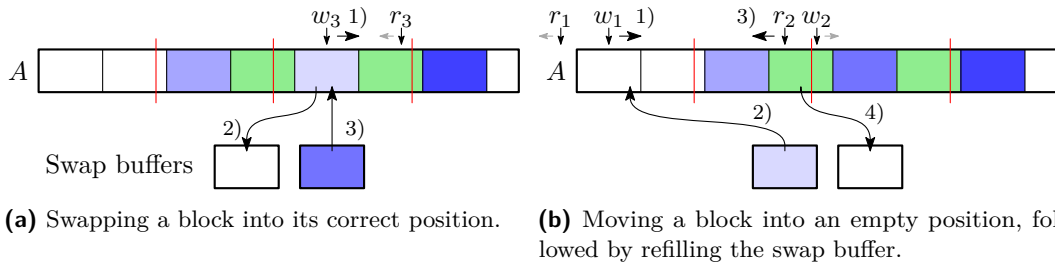 w3 1) r3
A
2) 3)
Swap buffers
(a) Swapping a block into its correct position.
r1 w1 1) 3) r2 w2
A
2) 4)
(b) Moving a block into an empty position, fol
lowed by refilling the swap buffer.